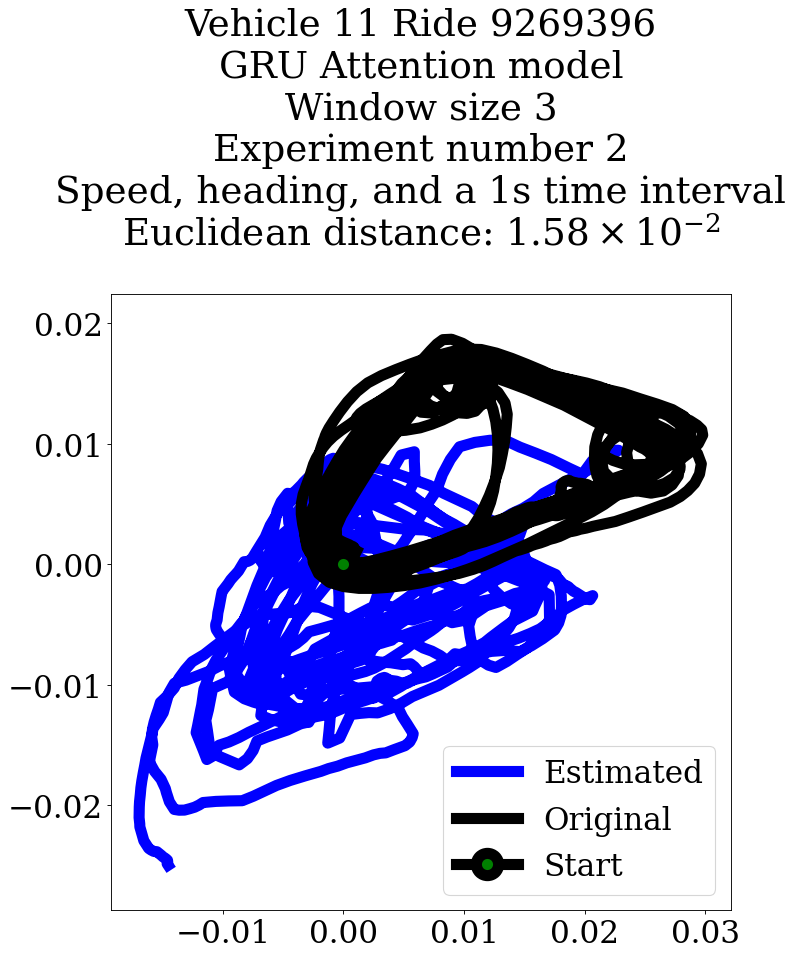 Vehicle 11 Ride 9269396
GRU Attention model
Window size 3
Experiment number 2
Speed, heading, and a 1s time interval
Euclidean distance: 1.58 × 10⁻²
0.02
0.01
0.00
−0.01
−0.02
Estimated
Original
Start
−0.01 0.00 0.01 0.02 0.03